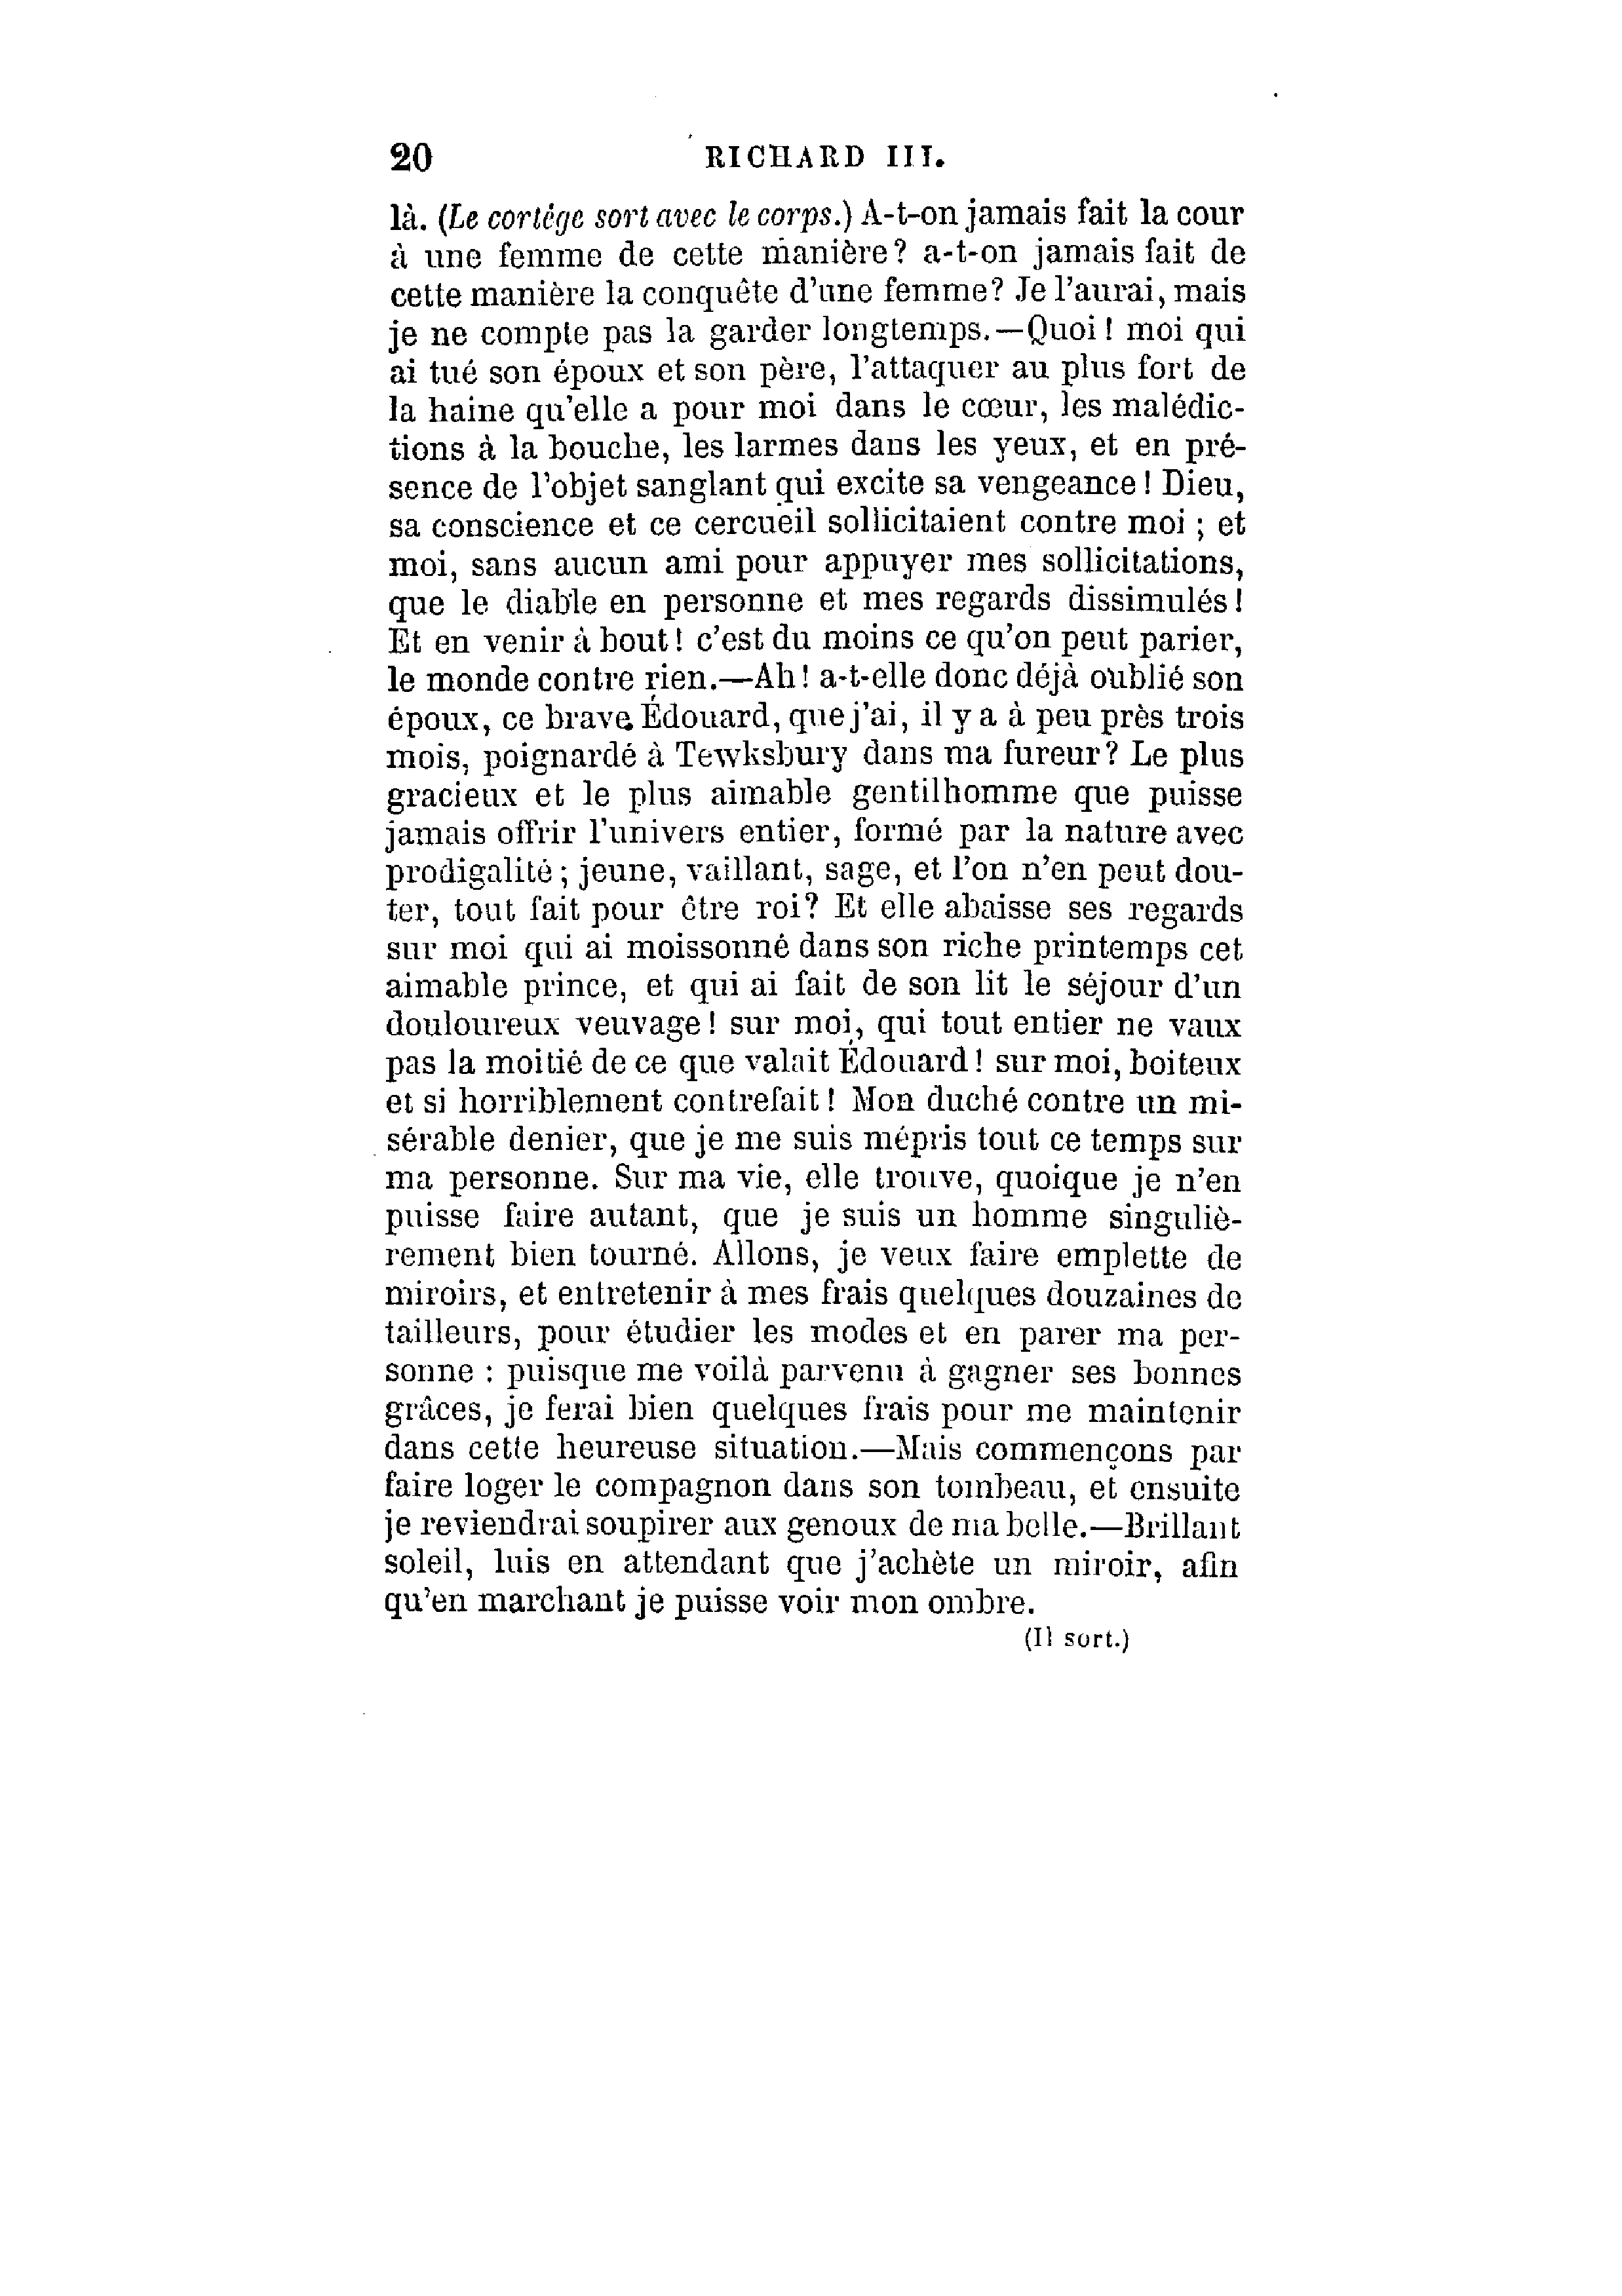 20 RICHARD III.
là. (Le cortége sort avec le corps.) A-t-on jamais fait la cour
à une femme de cette manière? a-t-on jamais fait de
cette manière la conquête d'une femme? Je l'aurai, mais
je ne compte pas la garder longtemps.—Quoi! moi qui
ai tué son époux et son père, l'attaquer au plus fort de
la haine qu'elle a pour moi dans le cœur, les malédic-
tions à la bouche, les larmes dans les yeux, et en pré-
sence de l'objet sanglant qui excite sa vengeance! Dieu,
sa conscience et ce cercueil sollicitaient contre moi ; et
moi, sans aucun ami pour appuyer mes sollicitations,
que le diable en personne et mes regards dissimulés!
Et en venir à bout! c'est du moins ce qu'on peut parier,
le monde contre rien.—Ah! a-t-elle donc déjà oublié son
époux, ce brave Édouard, que j'ai, il y a à peu près trois
mois, poignardé à Tewksbury dans ma fureur? Le plus
gracieux et le plus aimable gentilhomme que puisse
jamais offrir l'univers entier, formé par la nature avec
prodigalité ; jeune, vaillant, sage, et l'on n'en peut dou-
ter, tout fait pour être roi? Et elle abaisse ses regards
sur moi qui ai moissonné dans son riche printemps cet
aimable prince, et qui ai fait de son lit le séjour d'un
douloureux veuvage! sur moi, qui tout entier ne vaux
pas la moitié de ce que valait Édouard! sur moi, boiteux
et si horriblement contrefait! Mon duché contre un mi-
sérable denier, que je me suis mépris tout ce temps sur
ma personne. Sur ma vie, elle trouve, quoique je n'en
puisse faire autant, que je suis un homme singuliè-
rement bien tourné. Allons, je veux faire emplette de
miroirs, et entretenir à mes frais quelques douzaines de
tailleurs, pour étudier les modes et en parer ma per-
sonne : puisque me voilà parvenu à gagner ses bonnes
grâces, je ferai bien quelques frais pour me maintenir
dans cette heureuse situation.—Mais commençons par
faire loger le compagnon dans son tombeau, et ensuite
je reviendrai soupirer aux genoux de ma belle.—Brillant
soleil, luis en attendant que j'achète un miroir, afin
qu'en marchant je puisse voir mon ombre.
(Il sort.)